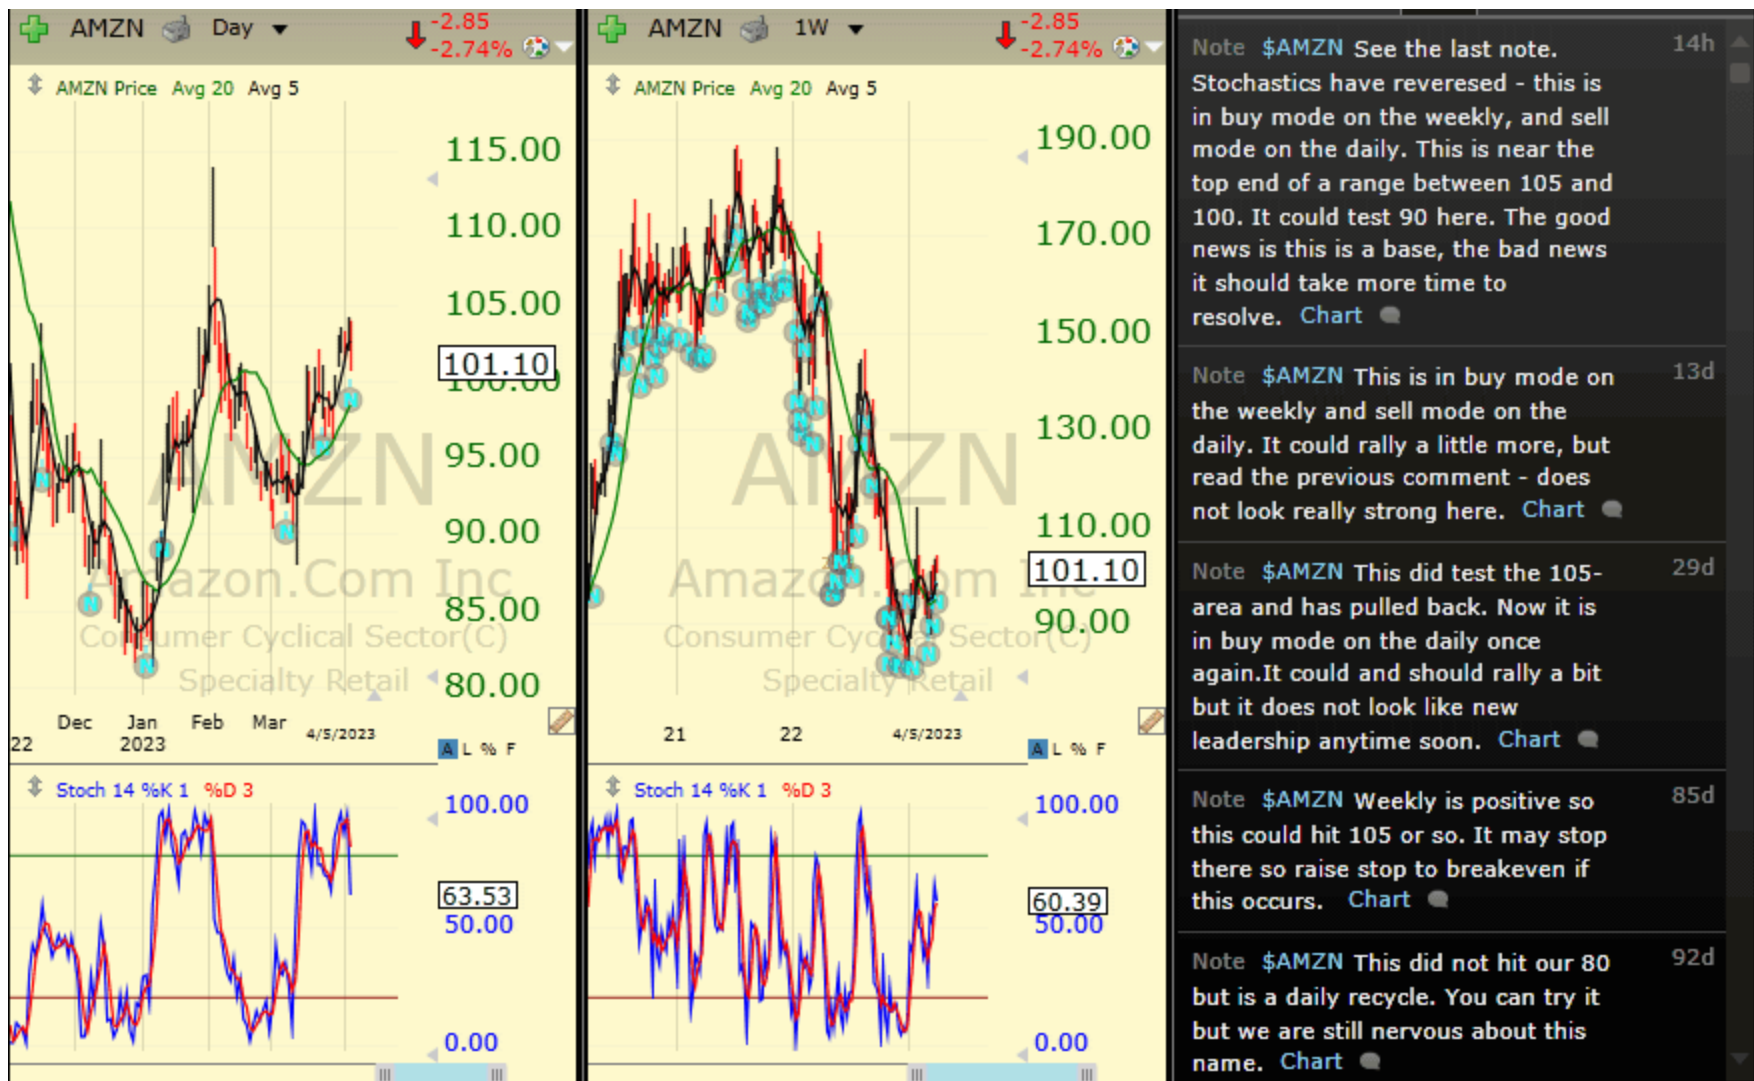 AMZN Day
-2.85
-2.74%
AMZN Price Avg 20 Avg 5
115.00
110.00
105.00
101.10
100.00
95.00
90.00
85.00
80.00
AMZN
Amazon.Com Inc
Consumer Cyclical Sector(C)
Specialty Retail
Dec Jan Feb Mar 4/5/2023
22 2023
A L % F
Stoch 14 %K 1 %D 3
100.00
63.53
50.00
0.00
AMZN 1W
-2.85
-2.74%
AMZN Price Avg 20 Avg 5
190.00
170.00
150.00
130.00
110.00
101.10
90.00
AMZN
Amazon.Com Inc
Consumer Cyclical Sector(C)
Specialty Retail
21 22 4/5/2023
A L % F
Stoch 14 %K 1 %D 3
100.00
60.39
50.00
0.00
Note $AMZN See the last note. 14h
Stochastics have reveresed - this is
in buy mode on the weekly, and sell
mode on the daily. This is near the
top end of a range between 105 and
100. It could test 90 here. The good
news is this is a base, the bad news
it should take more time to
resolve. Chart
Note $AMZN This is in buy mode on 13d
the weekly and sell mode on the
daily. It could rally a little more, but
read the previous comment - does
not look really strong here. Chart
Note $AMZN This did test the 105- 29d
area and has pulled back. Now it is
in buy mode on the daily once
again.It could and should rally a bit
but it does not look like new
leadership anytime soon. Chart
Note $AMZN Weekly is positive so 85d
this could hit 105 or so. It may stop
there so raise stop to breakeven if
this occurs. Chart
Note $AMZN This did not hit our 80 92d
but is a daily recycle. You can try it
but we are still nervous about this
name. Chart